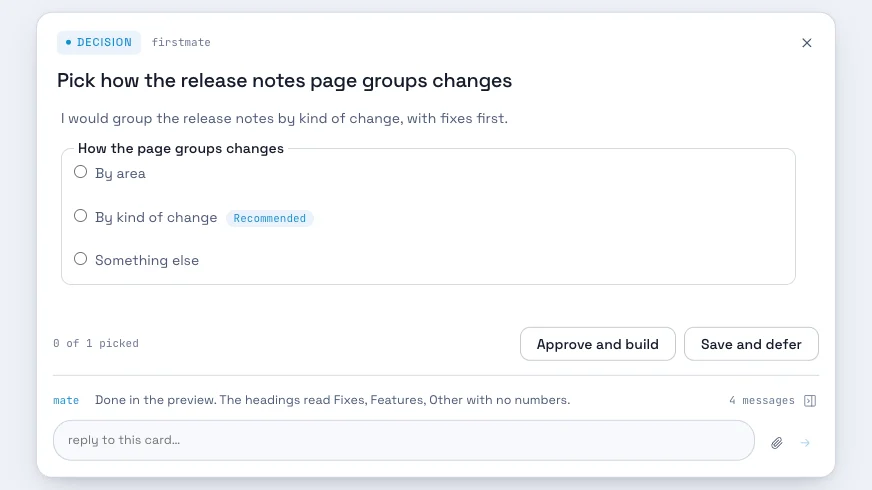 DECISION firstmate
Pick how the release notes page groups changes
I would group the release notes by kind of change, with fixes first.
How the page groups changes
By area
By kind of change Recommended
Something else
0 of 1 picked Approve and build Save and defer
mate Done in the preview. The headings read Fixes, Features, Other with no numbers. 4 messages
reply to this card...